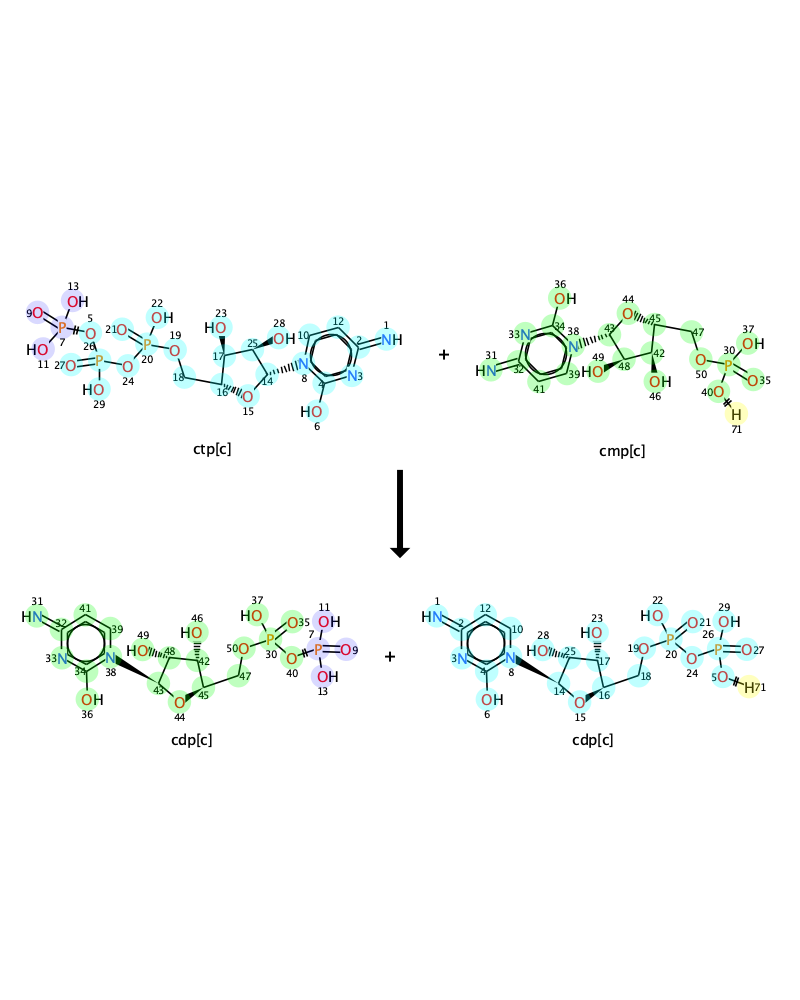 13
9 O OH
5
P O 7
HO 11 26
27 O P
HO 29
O 24
22
OH
21 O P 20
19 O
18
23
HO
28
OH
17 25
16 O 15 14
10 12 1
N 8 2 NH
4 N 3
HO 6
ctp[c]
+
36
OH
33 N 34 38
31 HN 32 N
41 39
44
O 45
43
49 HO 48 42
OH 46
47
O 50
37
OH
30 P
O 35
40 O
H 71
cmp[c]
31 41
HN 32 39
33 N 34 N 38
OH 36
49 HO 48
46
HO
42
43 O 44 45
47
37
HO
50 O P 30
O 35
O 40
11
OH
7 P O 9
OH 13
cdp[c]
+
1 12
HN 2 10
3 N 4 N 8
OH 6
28 HO 25
23
HO
17
14 O 15 16
18
22
HO
19 O P 20
O 21
O 24
29
OH
26 P O 27
5 O H 71
cdp[c]